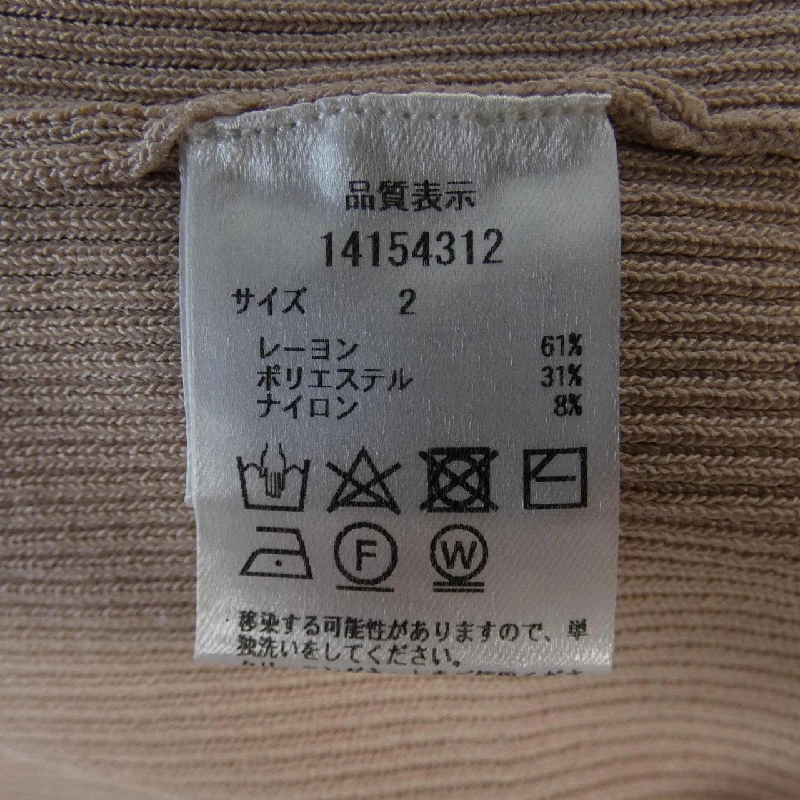 品質表示
14154312
サイズ 2
レーヨン 61%
ポリエステル 31%
ナイロン 8%
F W
移染する可能性がありますので、単
独洗いをしてください。